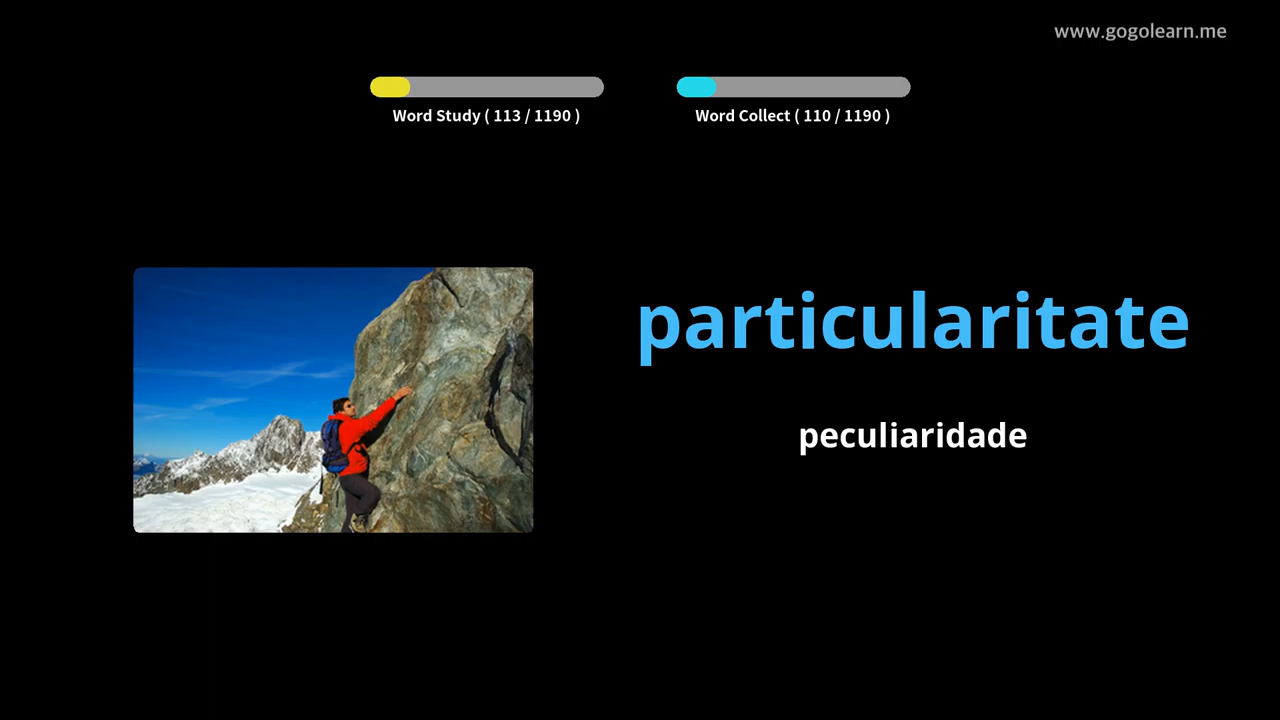 www.gogolearn.me
Word Study ( 113 / 1190 )
Word Collect ( 110 / 1190 )
particularitate
peculiaridade